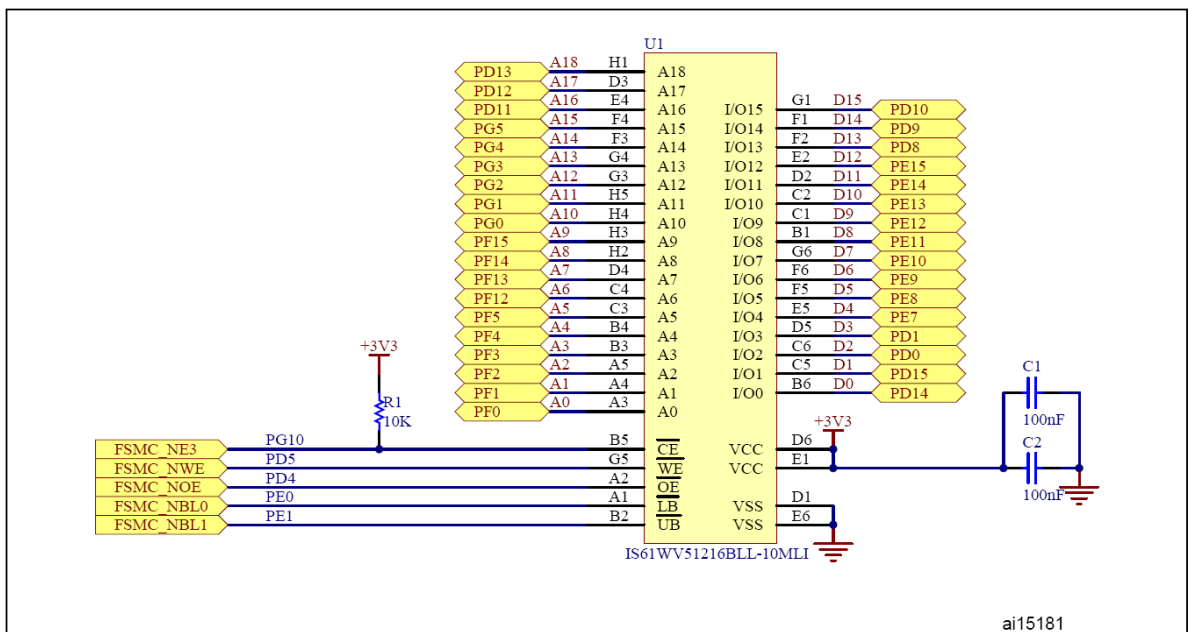 U1
PD13 A18 H1 A18
PD12 A17 D3 A17
PD11 A16 E4 A16 I/O15 G1 D15 PD10
PG5 A15 F4 A15 I/O14 F1 D14 PD9
PG4 A14 F3 A14 I/O13 F2 D13 PD8
PG3 A13 G4 A13 I/O12 E2 D12 PE15
PG2 A12 G3 A12 I/O11 D2 D11 PE14
PG1 A11 H5 A11 I/O10 C2 D10 PE13
PG0 A10 H4 A10 I/O9 C1 D9 PE12
PF15 A9 H3 A9 I/O8 B1 D8 PE11
PF14 A8 H2 A8 I/O7 G6 D7 PE10
PF13 A7 D4 A7 I/O6 F6 D6 PE9
PF12 A6 C4 A6 I/O5 F5 D5 PE8
PF5 A5 C3 A5 I/O4 E5 D4 PE7
PF4 A4 B4 A4 I/O3 D5 D3 PD1
PF3 A3 B3 A3 I/O2 C6 D2 PD0
PF2 A2 A5 A2 I/O1 C5 D1 PD15
PF1 A1 A4 A1 I/O0 B6 D0 PD14
PF0 A0 A3 A0
+3V3
R1
10K
+3V3
C1
100nF
C2
100nF
FSMC_NE3 PG10 B5 CE VCC D6
FSMC_NWE PD5 G5 WE VCC E1
FSMC_NOE PD4 A2 OE
FSMC_NBL0 PE0 A1 LB VSS D1
FSMC_NBL1 PE1 B2 UB VSS E6
IS61WV51216BLL-10MLI
ai15181